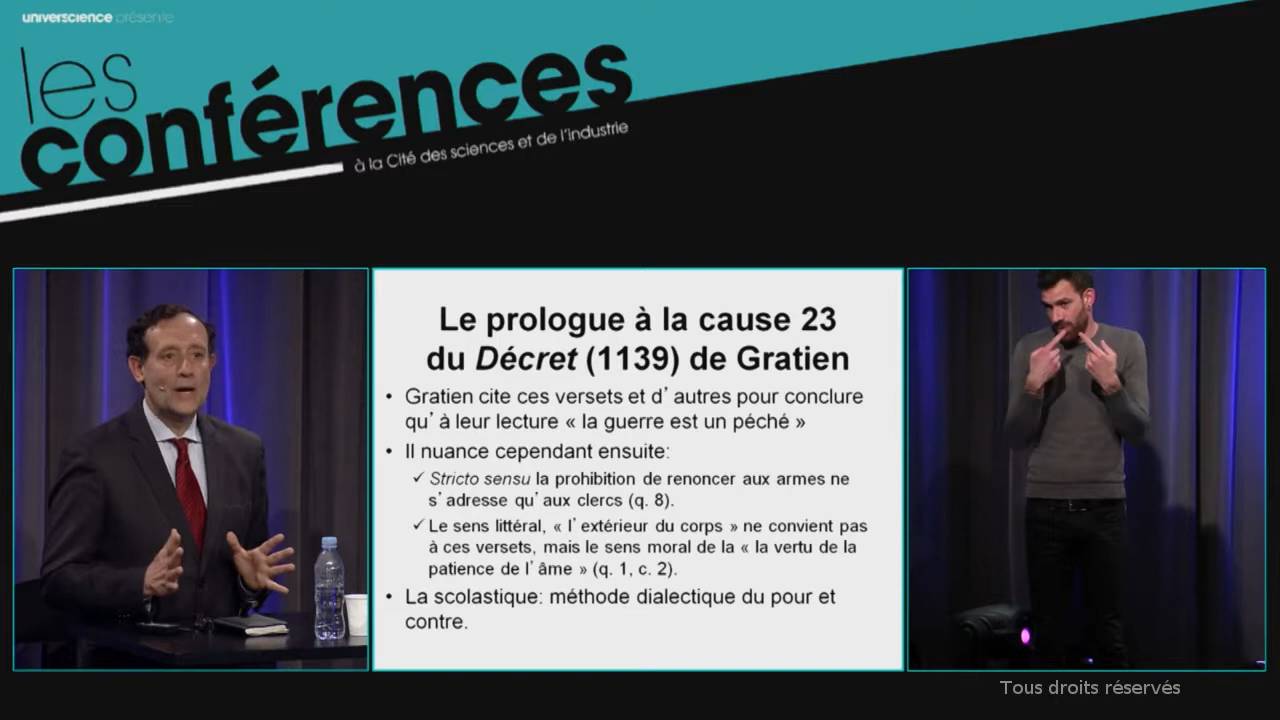 universcience présente
les
conférences
à la Cité des sciences et de l'industrie
Le prologue à la cause 23
du Décret (1139) de Gratien
• Gratien cite ces versets et d’autres pour conclure
qu’à leur lecture « la guerre est un péché »
• Il nuance cependant ensuite:
✓ Stricto sensu la prohibition de renoncer aux armes ne
s’adresse qu’aux clercs (q. 8).
✓ Le sens littéral, « l’extérieur du corps » ne convient pas
à ces versets, mais le sens moral de la « la vertu de la
patience de l’âme » (q. 1, c. 2).
• La scolastique: méthode dialectique du pour et
contre.
Tous droits réservés